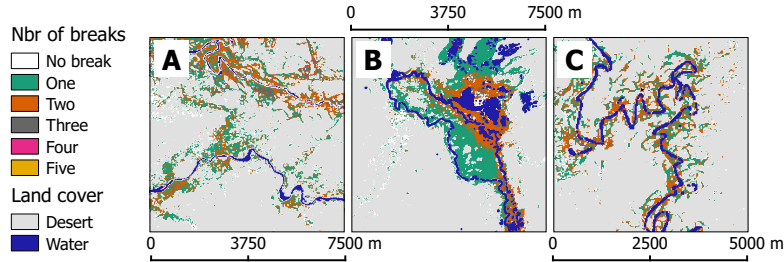 0 3750 7500 m
Nbr of breaks
No break
One
Two
Three
Four
Five
Land cover
Desert
Water
A B C
0 3750 7500 m 0 2500 5000 m